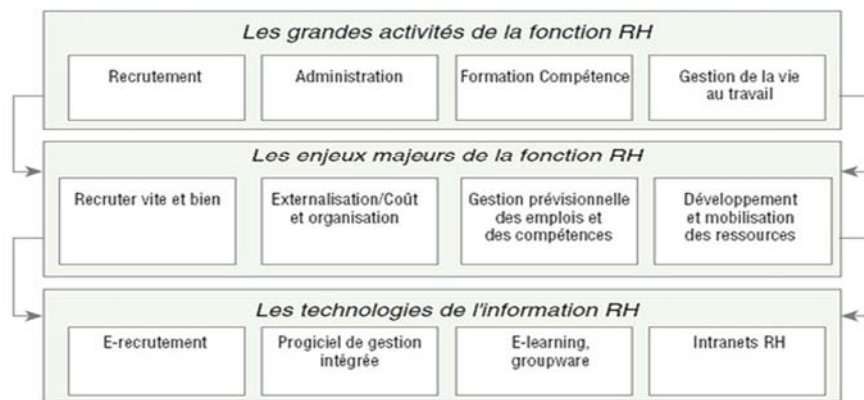 Les grandes activités de la fonction RH
Recrutement
Administration
Formation Compétence
Gestion de la vie
au travail
Les enjeux majeurs de la fonction RH
Recruter vite et bien
Externalisation/Coût
et organisation
Gestion prévisionnelle
des emplois et
des compétences
Développement
et mobilisation
des ressources
Les technologies de l'information RH
E-recrutement
Progiciel de gestion
intégrée
E-learning,
groupware
Intranets RH